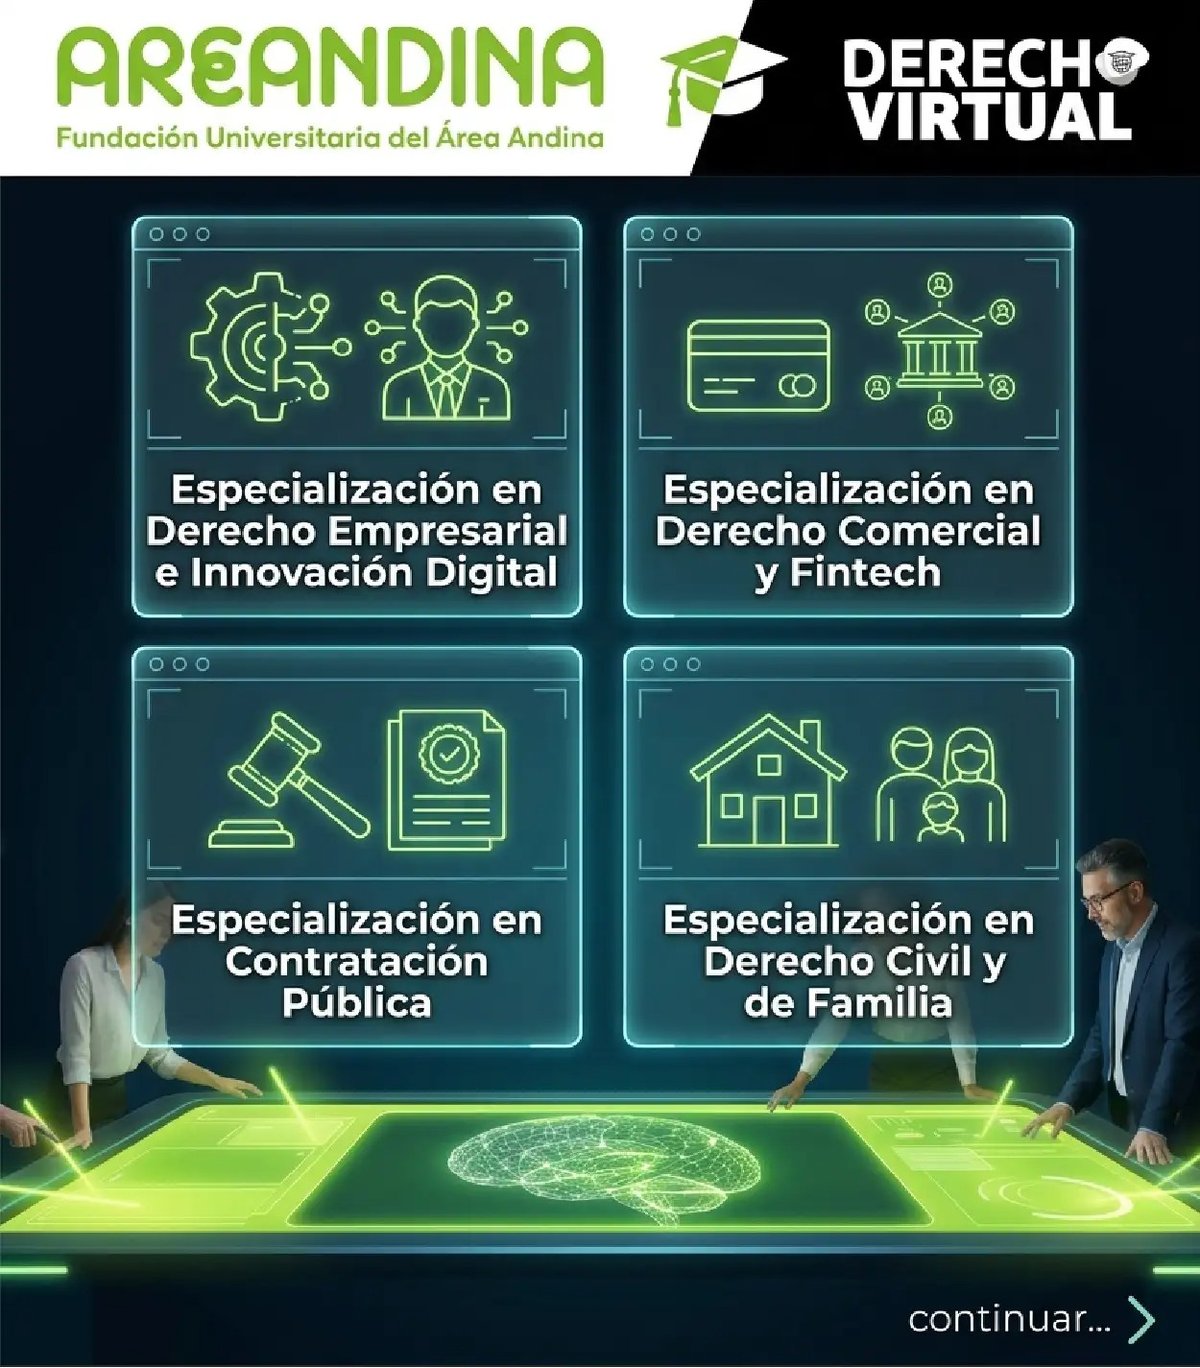 AREANDINA
Fundación Universitaria del Área Andina
DERECHO
VIRTUAL
Especialización en
Derecho Empresarial
e Innovación Digital
Especialización en
Derecho Comercial
y Fintech
Especialización en
Contratación
Pública
Especialización en
Derecho Civil y
de Familia
continuar...